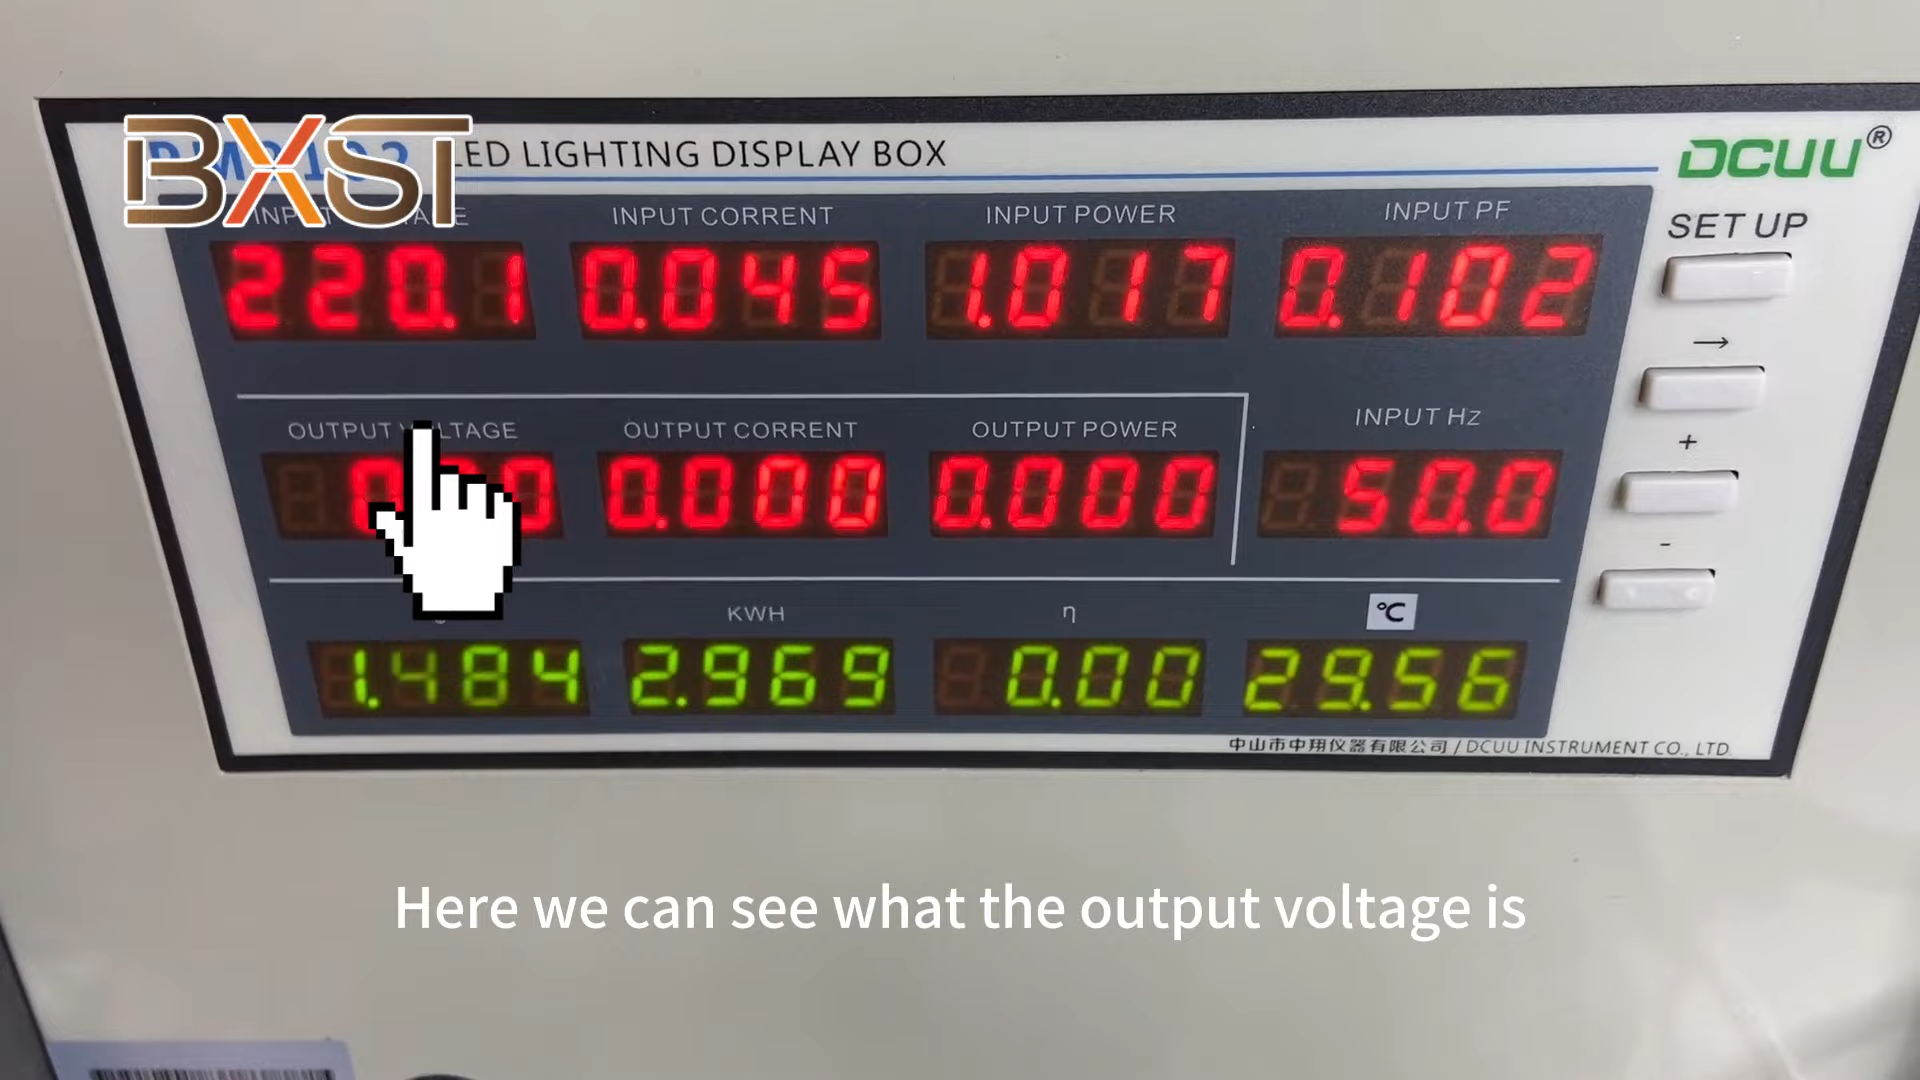 BXST
LED LIGHTING DISPLAY BOX
DCUU®
SET UP
INPUT CORRENT
INPUT POWER
INPUT PF
220.1
0.045
1.017
0.102
→
OUTPUT VOLTAGE
OUTPUT CORRENT
OUTPUT POWER
INPUT Hz
+
0.000
0.000
50.0
-
KWH
η
℃
1.484
2.969
0.00
29.56
中山市中翔仪器有限公司 / DCUU INSTRUMENT CO., LTD.
Here we can see what the output voltage is